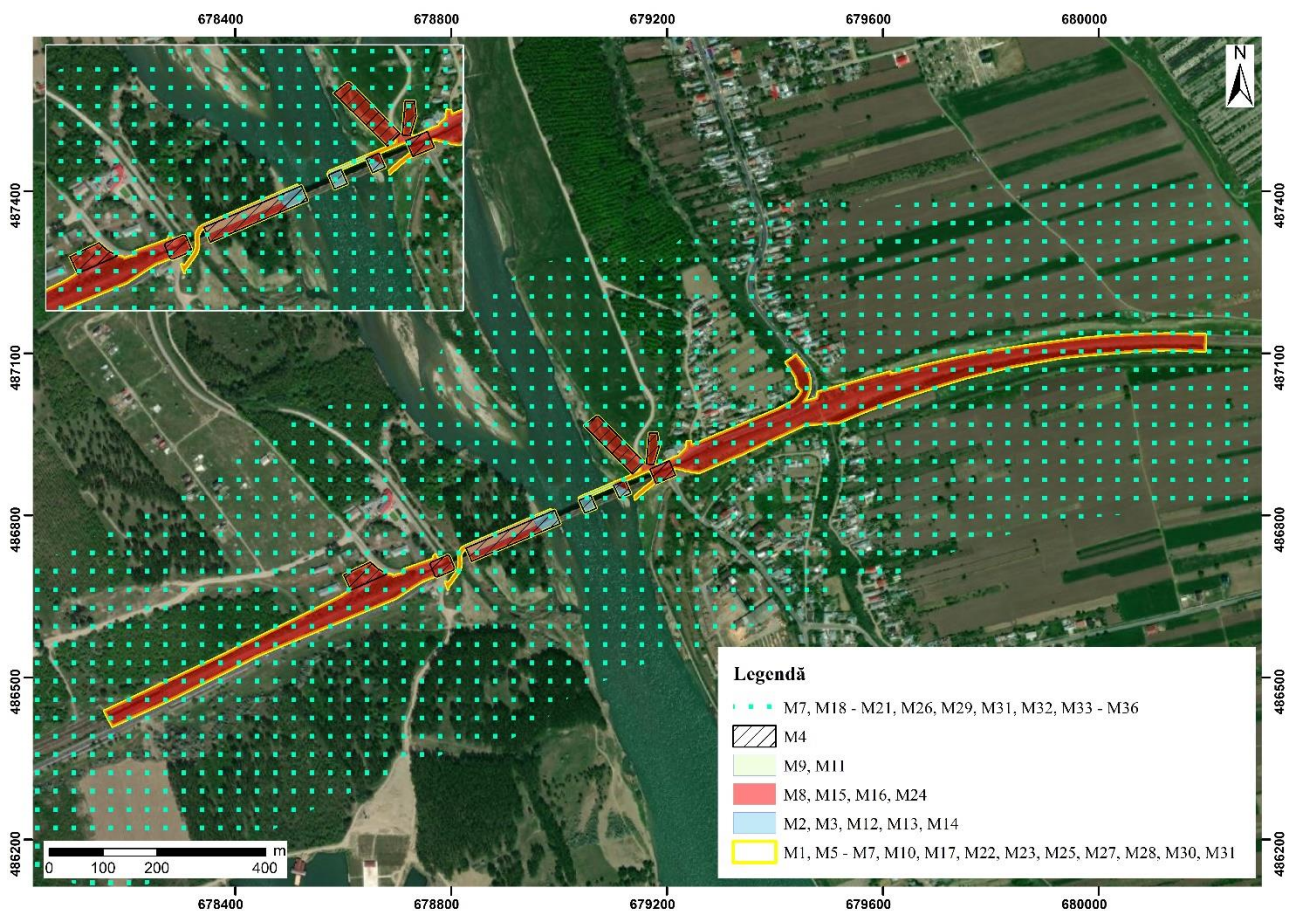 678400 678800 679200 679600 680000
N
487400 487400
487100 487100
486800 486800
486500 486500
486200 486200
Legendă
M7, M18 - M21, M26, M29, M31, M32, M33 - M36
M4
M9, M11
M8, M15, M16, M24
M2, M3, M12, M13, M14
M1, M5 - M7, M10, M17, M22, M23, M25, M27, M28, M30, M31
m
0 100 200 400
678400 678800 679200 679600 680000